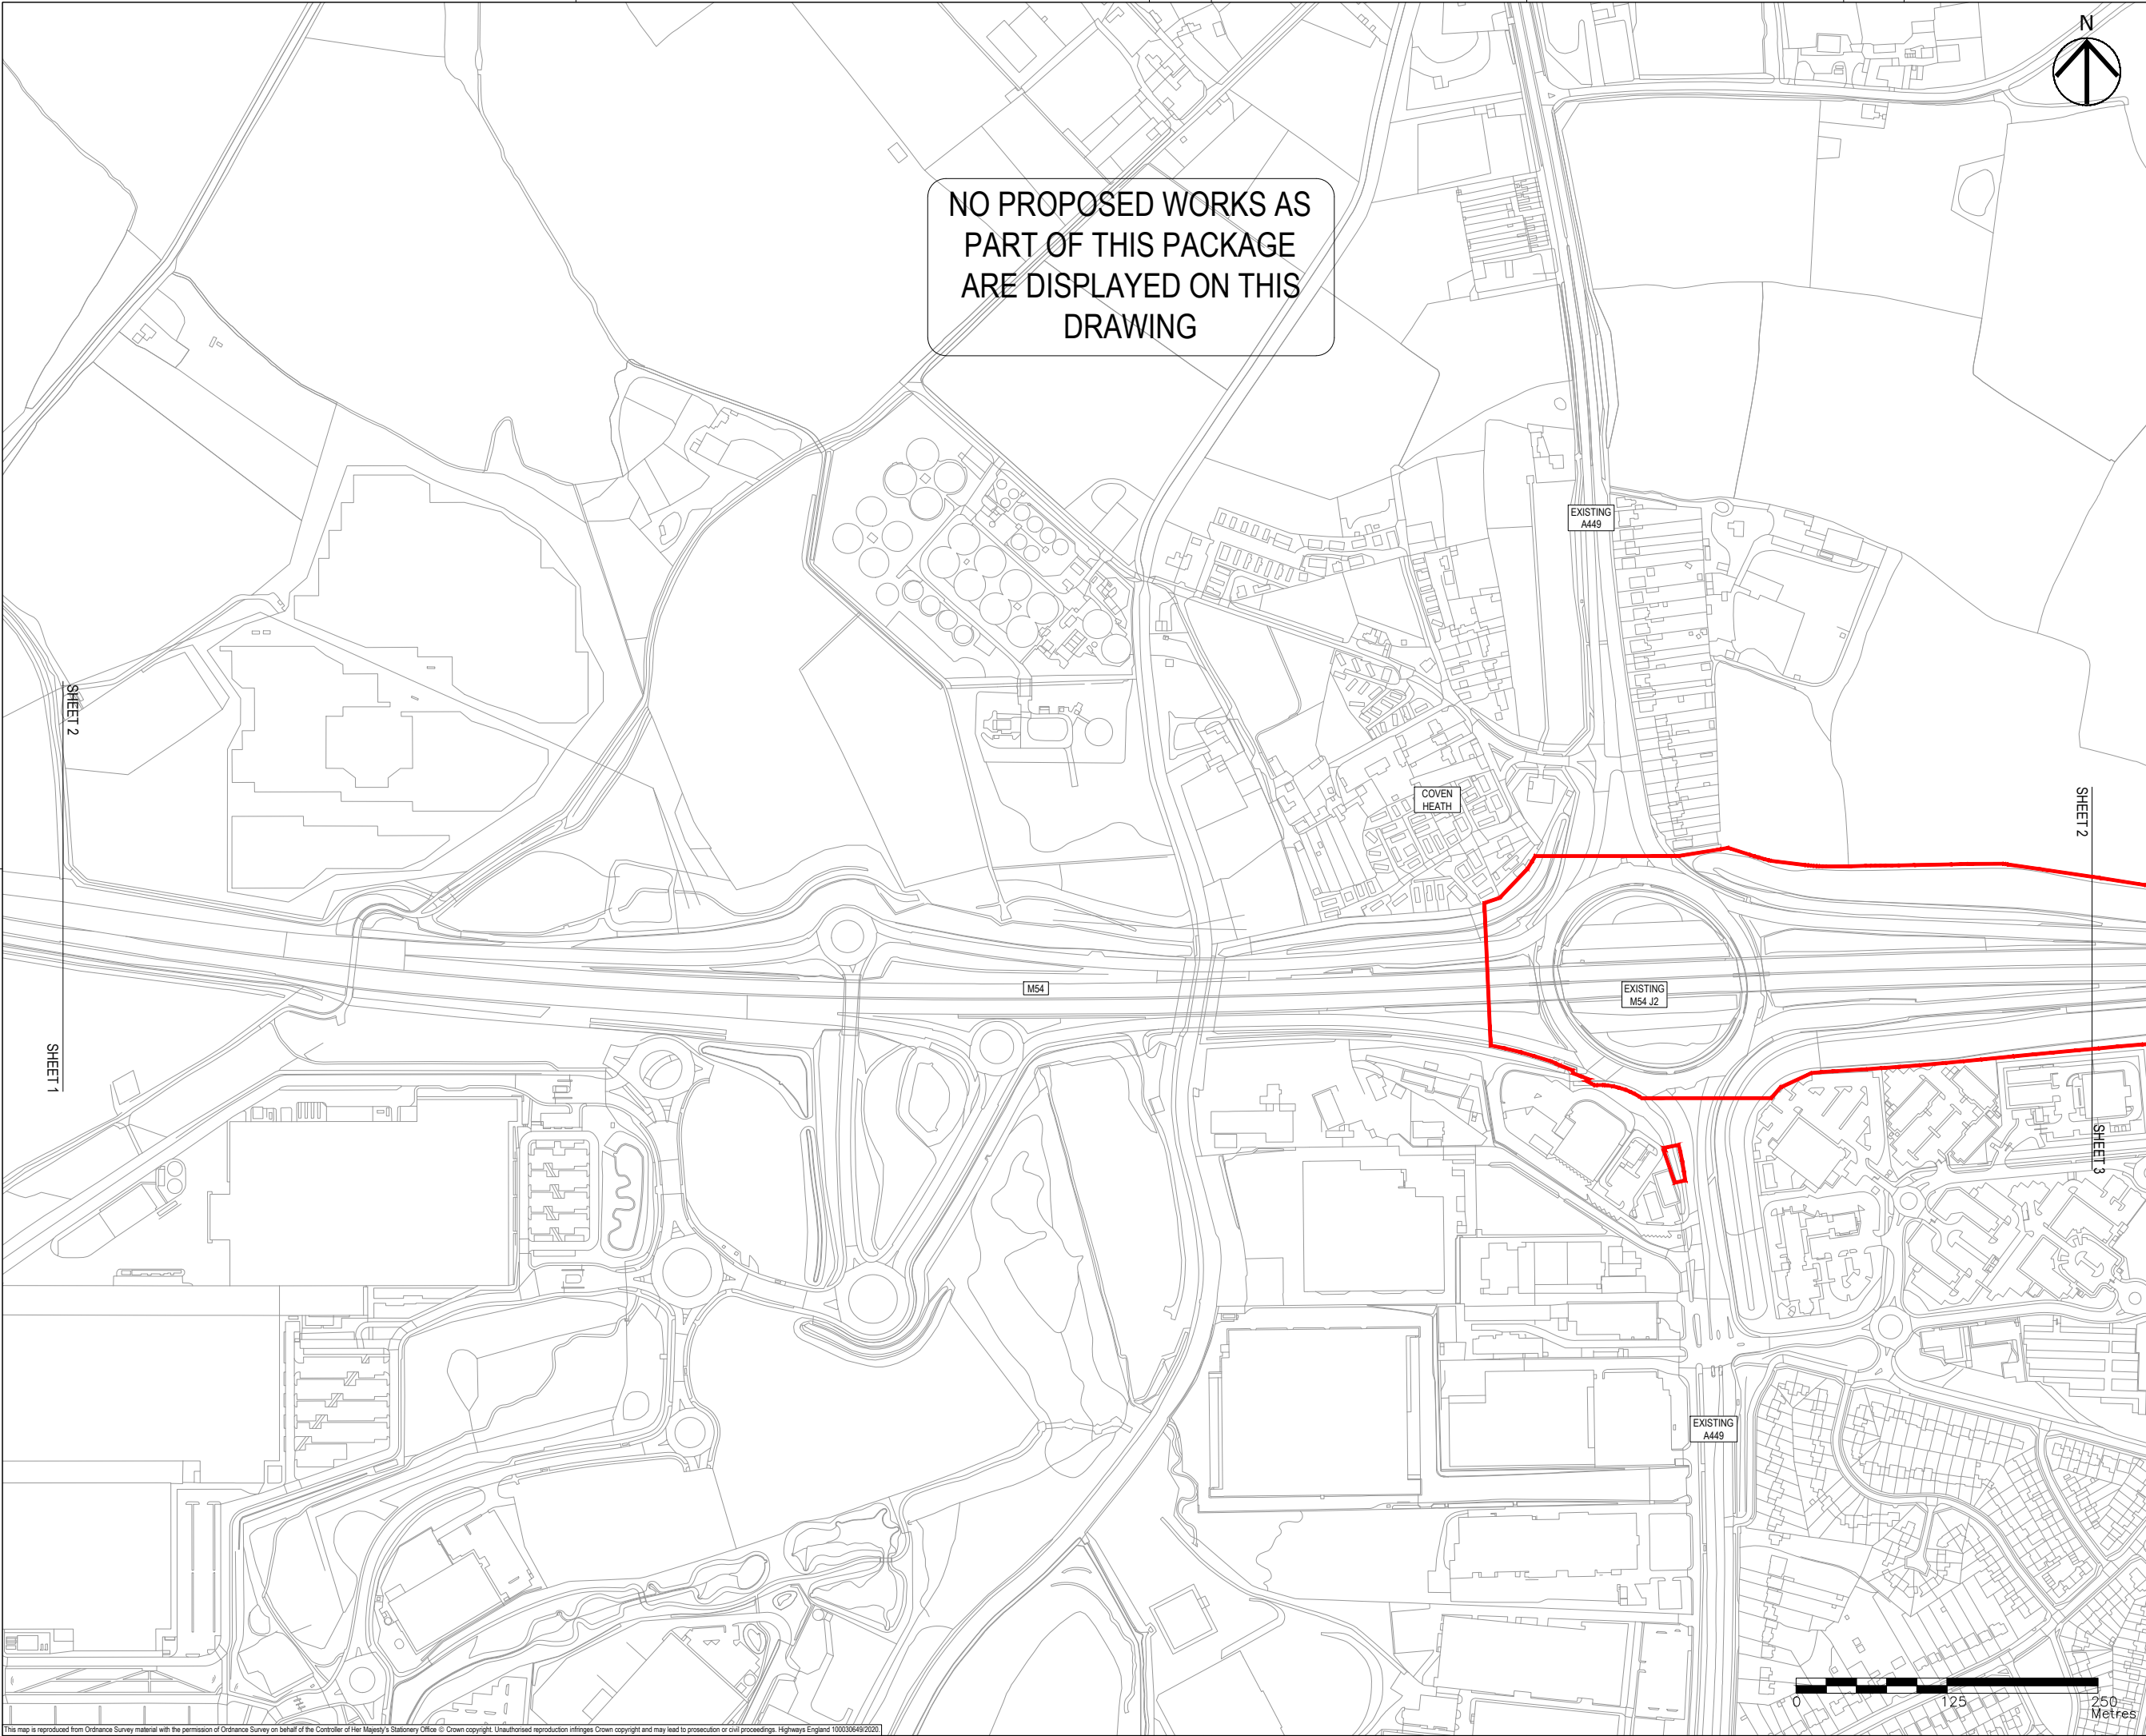 N
NO PROPOSED WORKS AS
PART OF THIS PACKAGE
ARE DISPLAYED ON THIS
DRAWING
EXISTING
A449
SHEET 2
SHEET 2
COVEN
HEATH
M54
EXISTING
M54 J2
SHEET 1
SHEET 3
EXISTING
A449
0 125 250
Metres
This map is reproduced from Ordnance Survey material with the permission of Ordnance Survey on behalf of the Controller of Her Majesty's Stationery Office © Crown copyright. Unauthorised reproduction infringes Crown copyright and may lead to prosecution or civil proceedings. Highways England 100030649/2020.